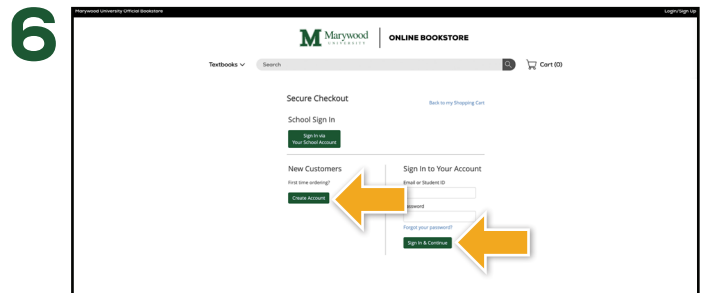 6
Marywood University Official Bookstore
Login/Sign Up
M Marywood
UNIVERSITY
ONLINE BOOKSTORE
Textbooks
Search
Cart (0)
Secure Checkout
Back to my Shopping Cart
School Sign In
Sign in via
Your School Account
New Customers
First time ordering?
Create Account
Sign In to Your Account
Email or Student ID
Password
Forgot your password?
Sign In & Continue